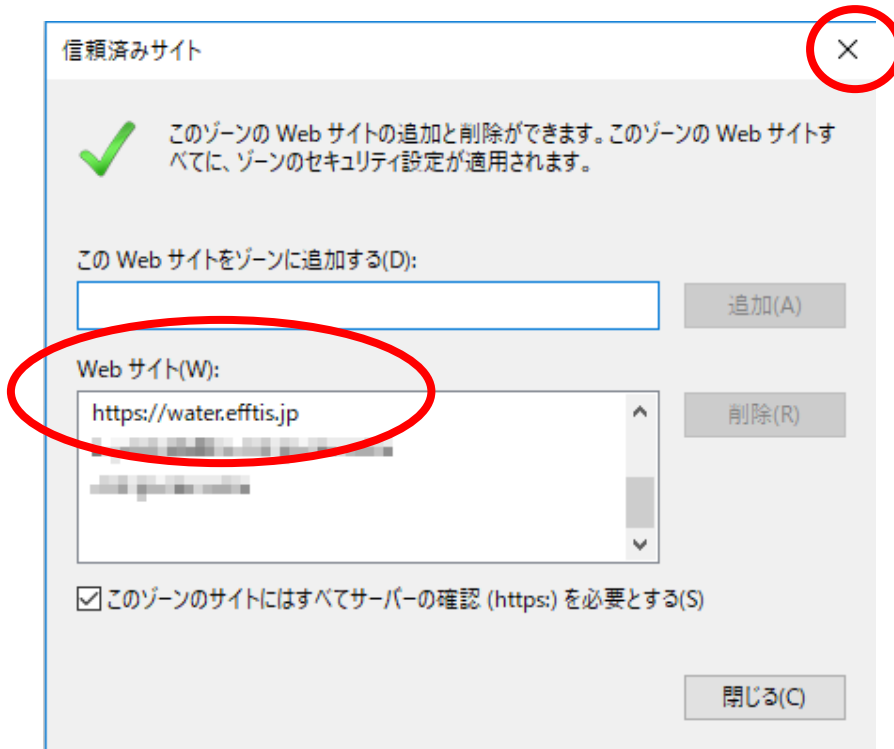 信頼済みサイト
このゾーンの Web サイトの追加と削除ができます。このゾーンの Web サイトす
べてに、ゾーンのセキュリティ設定が適用されます。
この Web サイトをゾーンに追加する(D):
追加(A)
Web サイト(W):
https://water.efftis.jp
削除(R)
このゾーンのサイトにはすべてサーバーの確認 (https:) を必要とする(S)
閉じる(C)